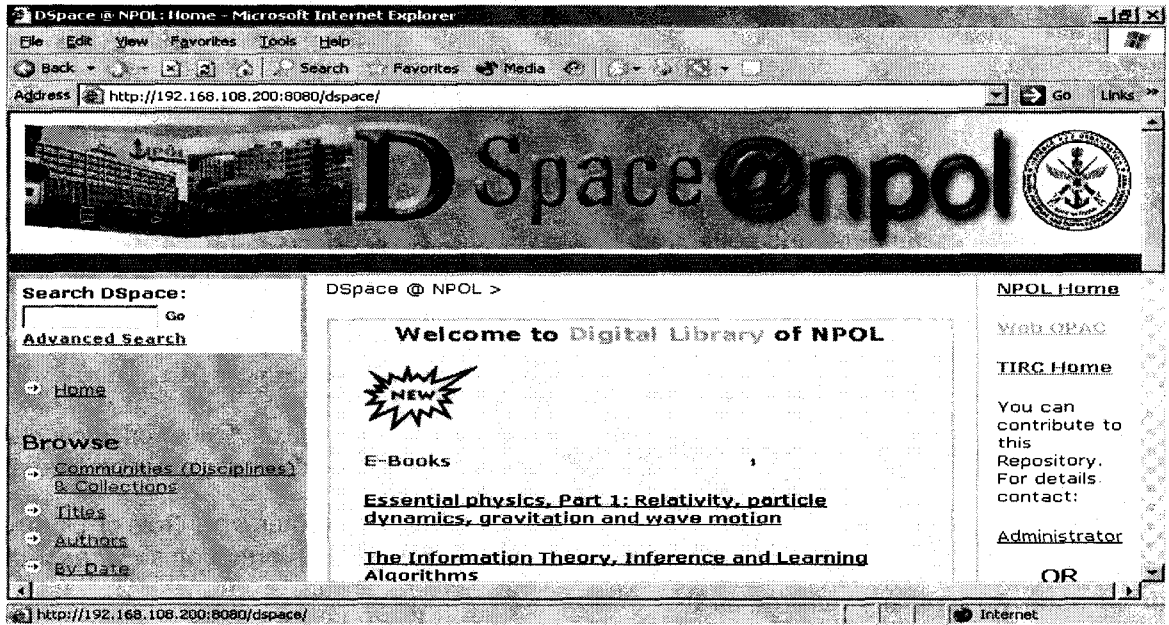 DSpace @ NPOL: Home - Microsoft Internet Explorer
File Edit View Favorites Tools Help
Back Search Favorites Media
Address http://192.168.108.200:8080/dspace/ Go Links »
DSpace@npol
Search DSpace:
Go
Advanced Search
Home
Browse
Communities (Disciplines)
& Collections
Titles
Authors
By Date
DSpace @ NPOL >
Welcome to Digital Library of NPOL
NEW
E-Books
Essential physics, Part 1: Relativity, particle
dynamics, gravitation and wave motion
The Information Theory, Inference and Learning
Algorithms
NPOL Home
Web OPAC
TIRC Home
You can
contribute to
this
Repository.
For details
contact:
Administrator
OR
http://192.168.108.200:8080/dspace/ Internet